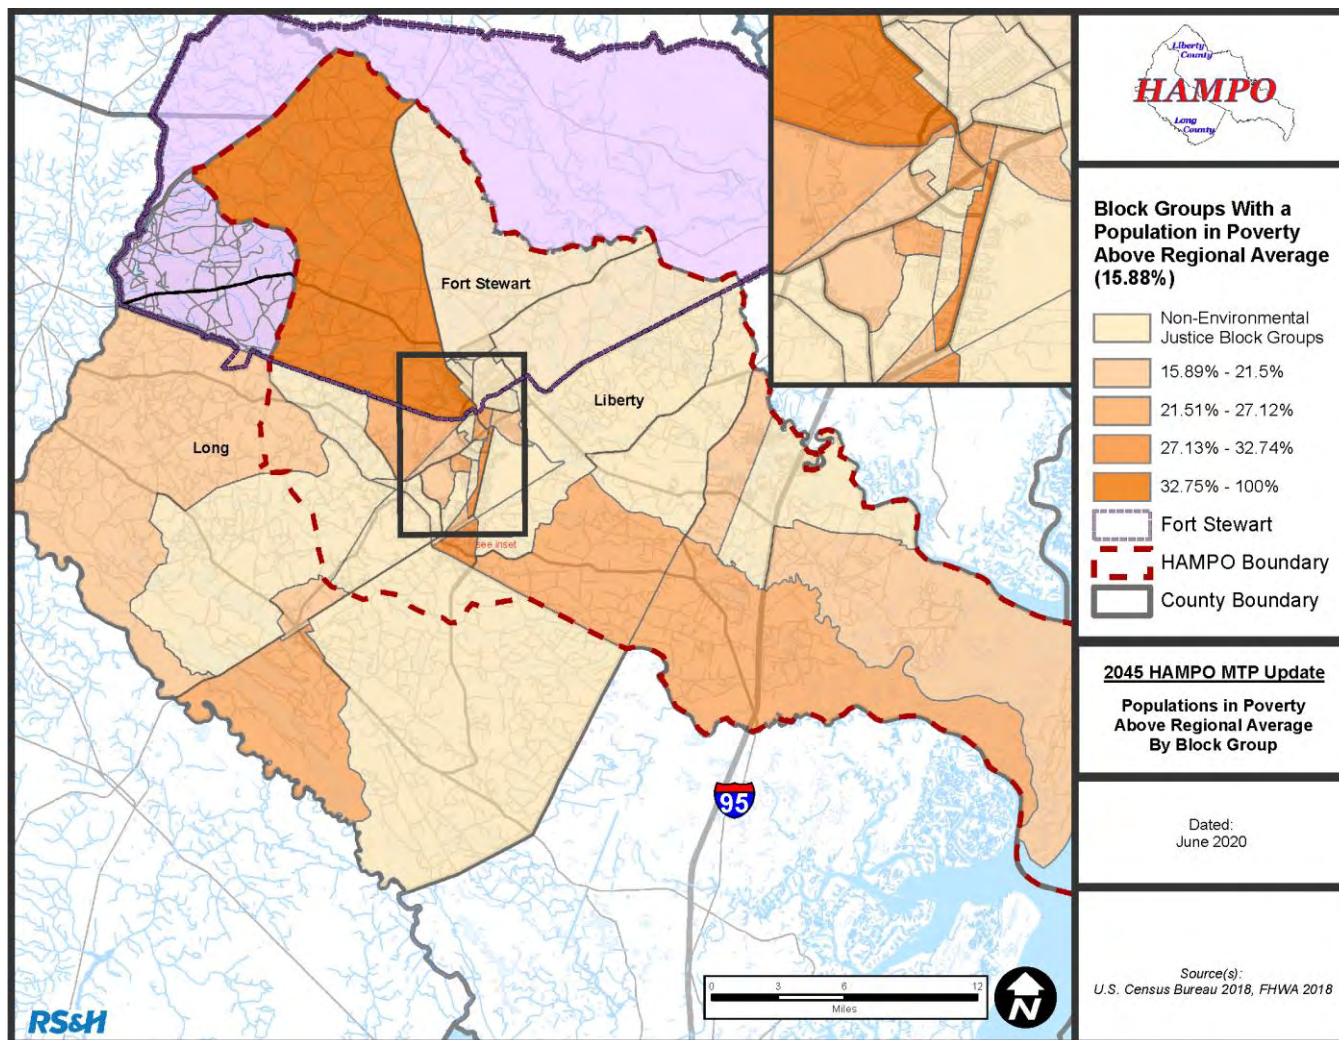 Fort Stewart
Liberty
Long
see inset
95
0 3 6 12
Miles
N
RS&H
Liberty
County
HAMPO
Long
County
Block Groups With a
Population in Poverty
Above Regional Average
(15.88%)
Non-Environmental
Justice Block Groups
15.89% - 21.5%
21.51% - 27.12%
27.13% - 32.74%
32.75% - 100%
Fort Stewart
HAMPO Boundary
County Boundary
2045 HAMPO MTP Update
Populations in Poverty
Above Regional Average
By Block Group
Dated:
June 2020
Source(s):
U.S. Census Bureau 2018, FHWA 2018